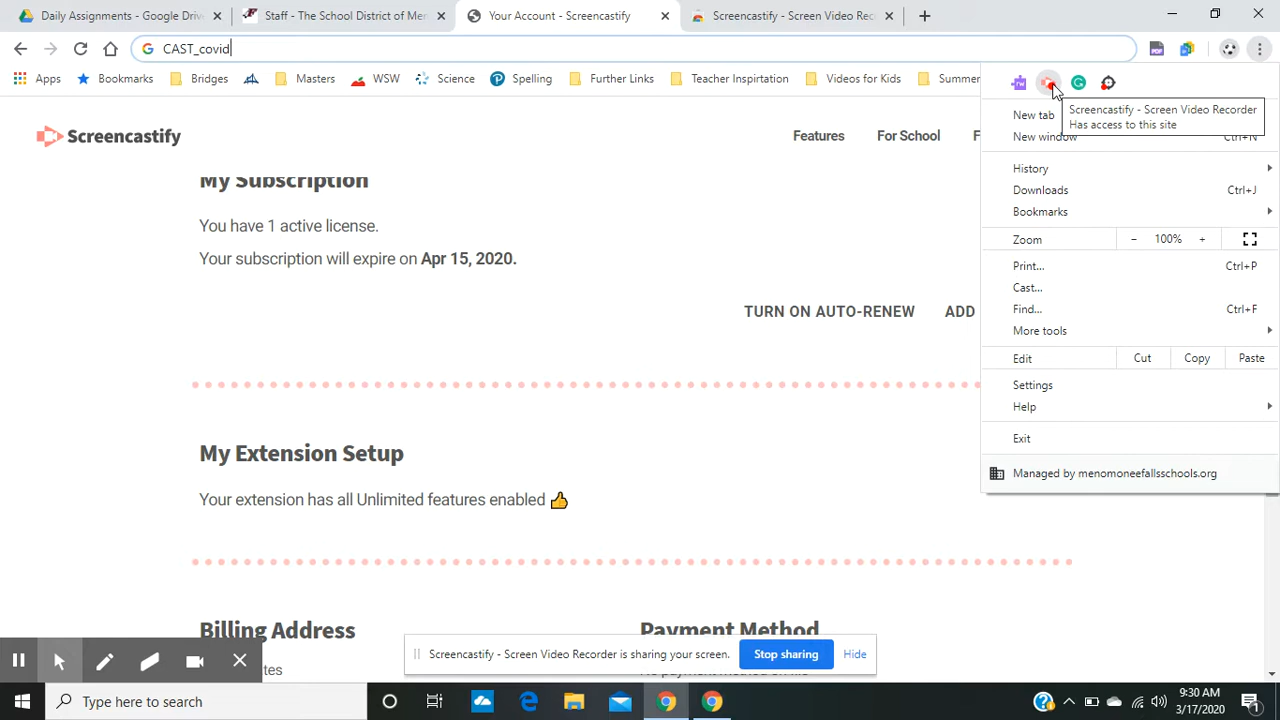 Daily Assignments - Google Driv
Staff - The School District of Mer
Your Account - Screencastify
Screencastify - Screen Video Rec
CAST_covid
Apps
Bookmarks
Bridges
Masters
WSW
Science
Spelling
Further Links
Teacher Inspirtation
Videos for Kids
Summer
Screencastify
Features
For School
F
Screencastify - Screen Video Recorder
Has access to this site
New tab
New window
Ctrl+N
History
Downloads
Ctrl+J
Bookmarks
Zoom
− 100% +
Print...
Ctrl+P
Cast...
Find...
Ctrl+F
More tools
Edit
Cut
Copy
Paste
Settings
Help
Exit
Managed by menomoneefallsschools.org
My Subscription
You have 1 active license.
Your subscription will expire on Apr 15, 2020.
TURN ON AUTO-RENEW
ADD
My Extension Setup
Your extension has all Unlimited features enabled 👍
Billing Address
Payment Method
tes
Screencastify - Screen Video Recorder is sharing your screen.
Stop sharing
Hide
Type here to search
9:30 AM
3/17/2020